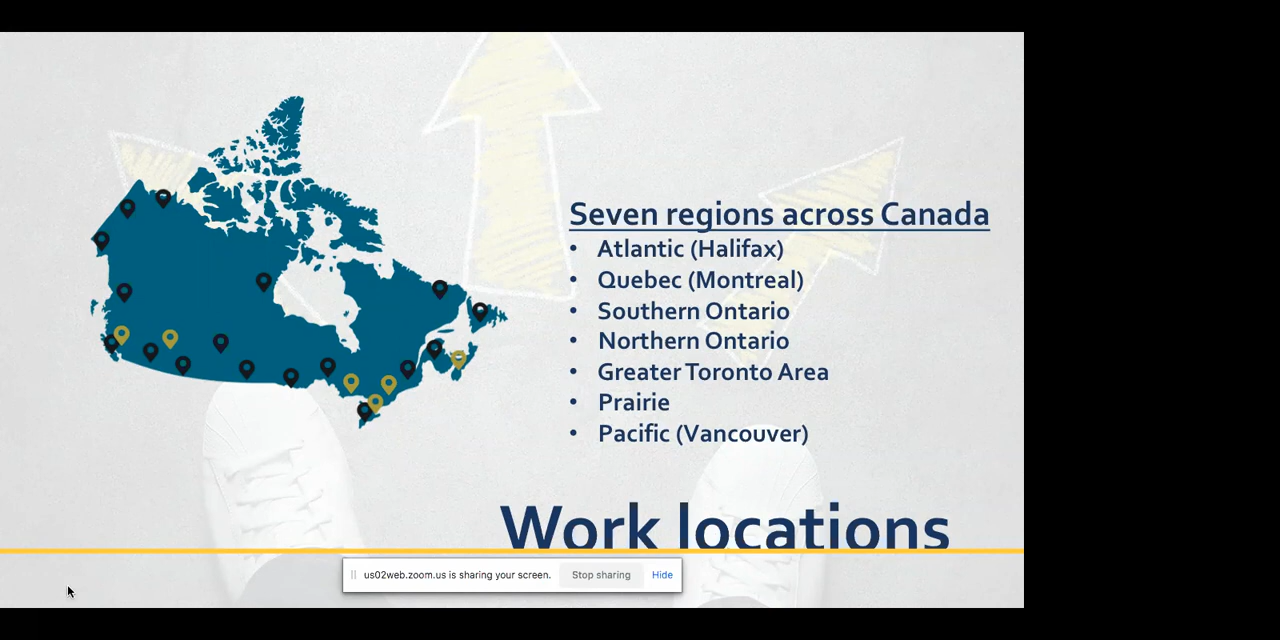 Seven regions across Canada
• Atlantic (Halifax)
• Quebec (Montreal)
• Southern Ontario
• Northern Ontario
• Greater Toronto Area
• Prairie
• Pacific (Vancouver)
Work locations
us02web.zoom.us is sharing your screen. Stop sharing Hide